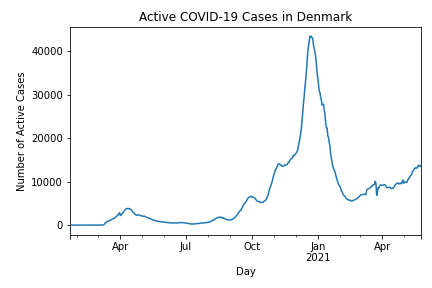 Active COVID-19 Cases in Denmark
Number of Active Cases
40000
30000
20000
10000
0
Apr Jul Oct Jan Apr
2021
Day